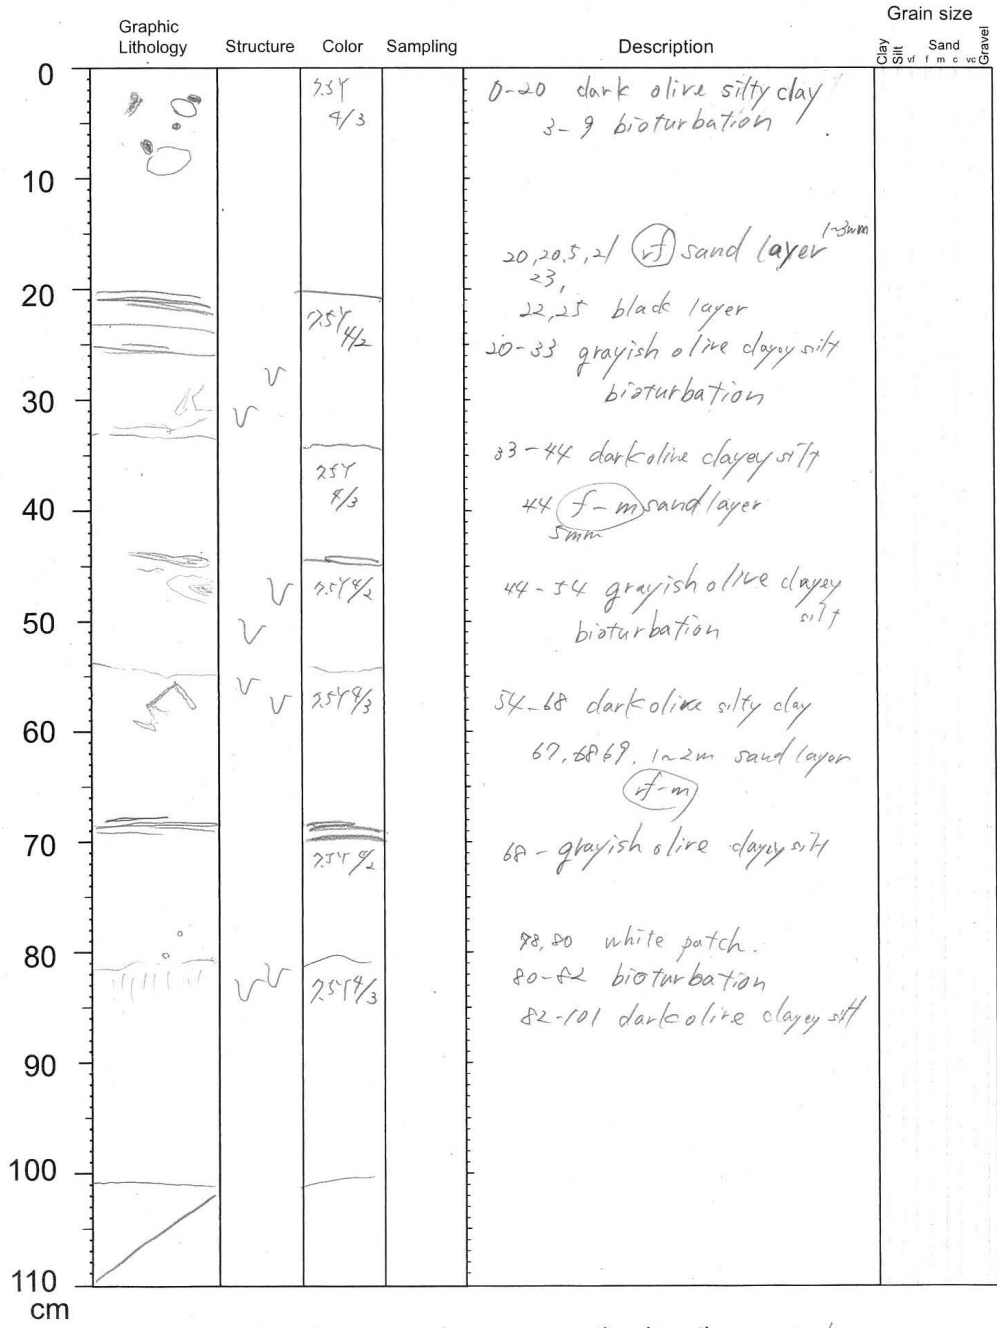 Grain size
Graphic
Lithology Structure Color Sampling Description Clay Silt vf f m c vc Gravel
Sand
0
7.5Y
4/3
0-20 dark olive silty clay
3-9 bioturbation
10
20,20.5,21 vf sand layer 1~3mm
23,
20
7.5Y
4/2
22,25 black layer
20-33 grayish olive clayey silt
bioturbation
30
33-44 dark olive clayey silt
7.5Y
4/3
40
44 f-m sand layer
5mm
7.5Y 4/2
44-54 grayish olive clayey
silt
bioturbation
50
7.5Y 4/3
54-68 dark olive silty clay
60
67,68 69. 1~2m sand layer
vf-m
70
7.5Y 4/2
68- grayish olive clayey silt
78,80 white patch.
80
80-82 bioturbation
7.5Y 4/3
82-101 dark olive clayey silt
90
100
110
cm